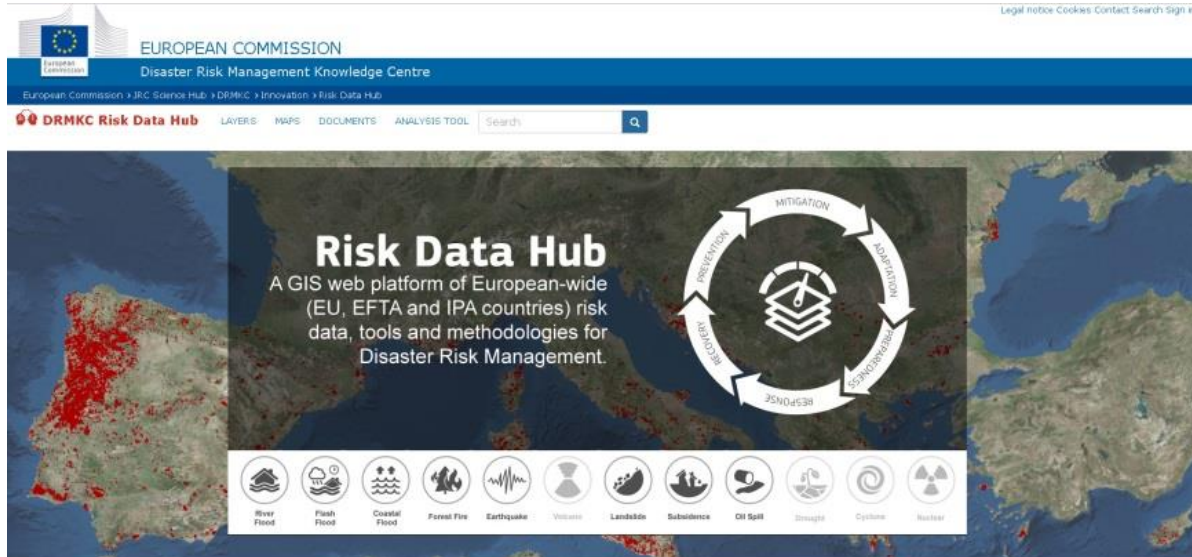 Legal notice Cookies Contact Search Sign
European
Commission
EUROPEAN COMMISSION
Disaster Risk Management Knowledge Centre
European Commission > JRC Science Hub > DRMKC > Innovation > Risk Data Hub
DRMKC Risk Data Hub LAYERS MAPS DOCUMENTS ANALYSIS TOOL Search
Risk Data Hub
A GIS web platform of European-wide
(EU, EFTA and IPA countries) risk
data, tools and methodologies for
Disaster Risk Management.
MITIGATION
ADAPTATION
PREPAREDNESS
RESPONSE
RECOVERY
PREVENTION
River
Flood
Flash
Flood
Coastal
Flood
Forest Fire
Earthquake
Volcano
Landslide
Subsidence
Oil Spill
Drought
Cyclone
Nuclear